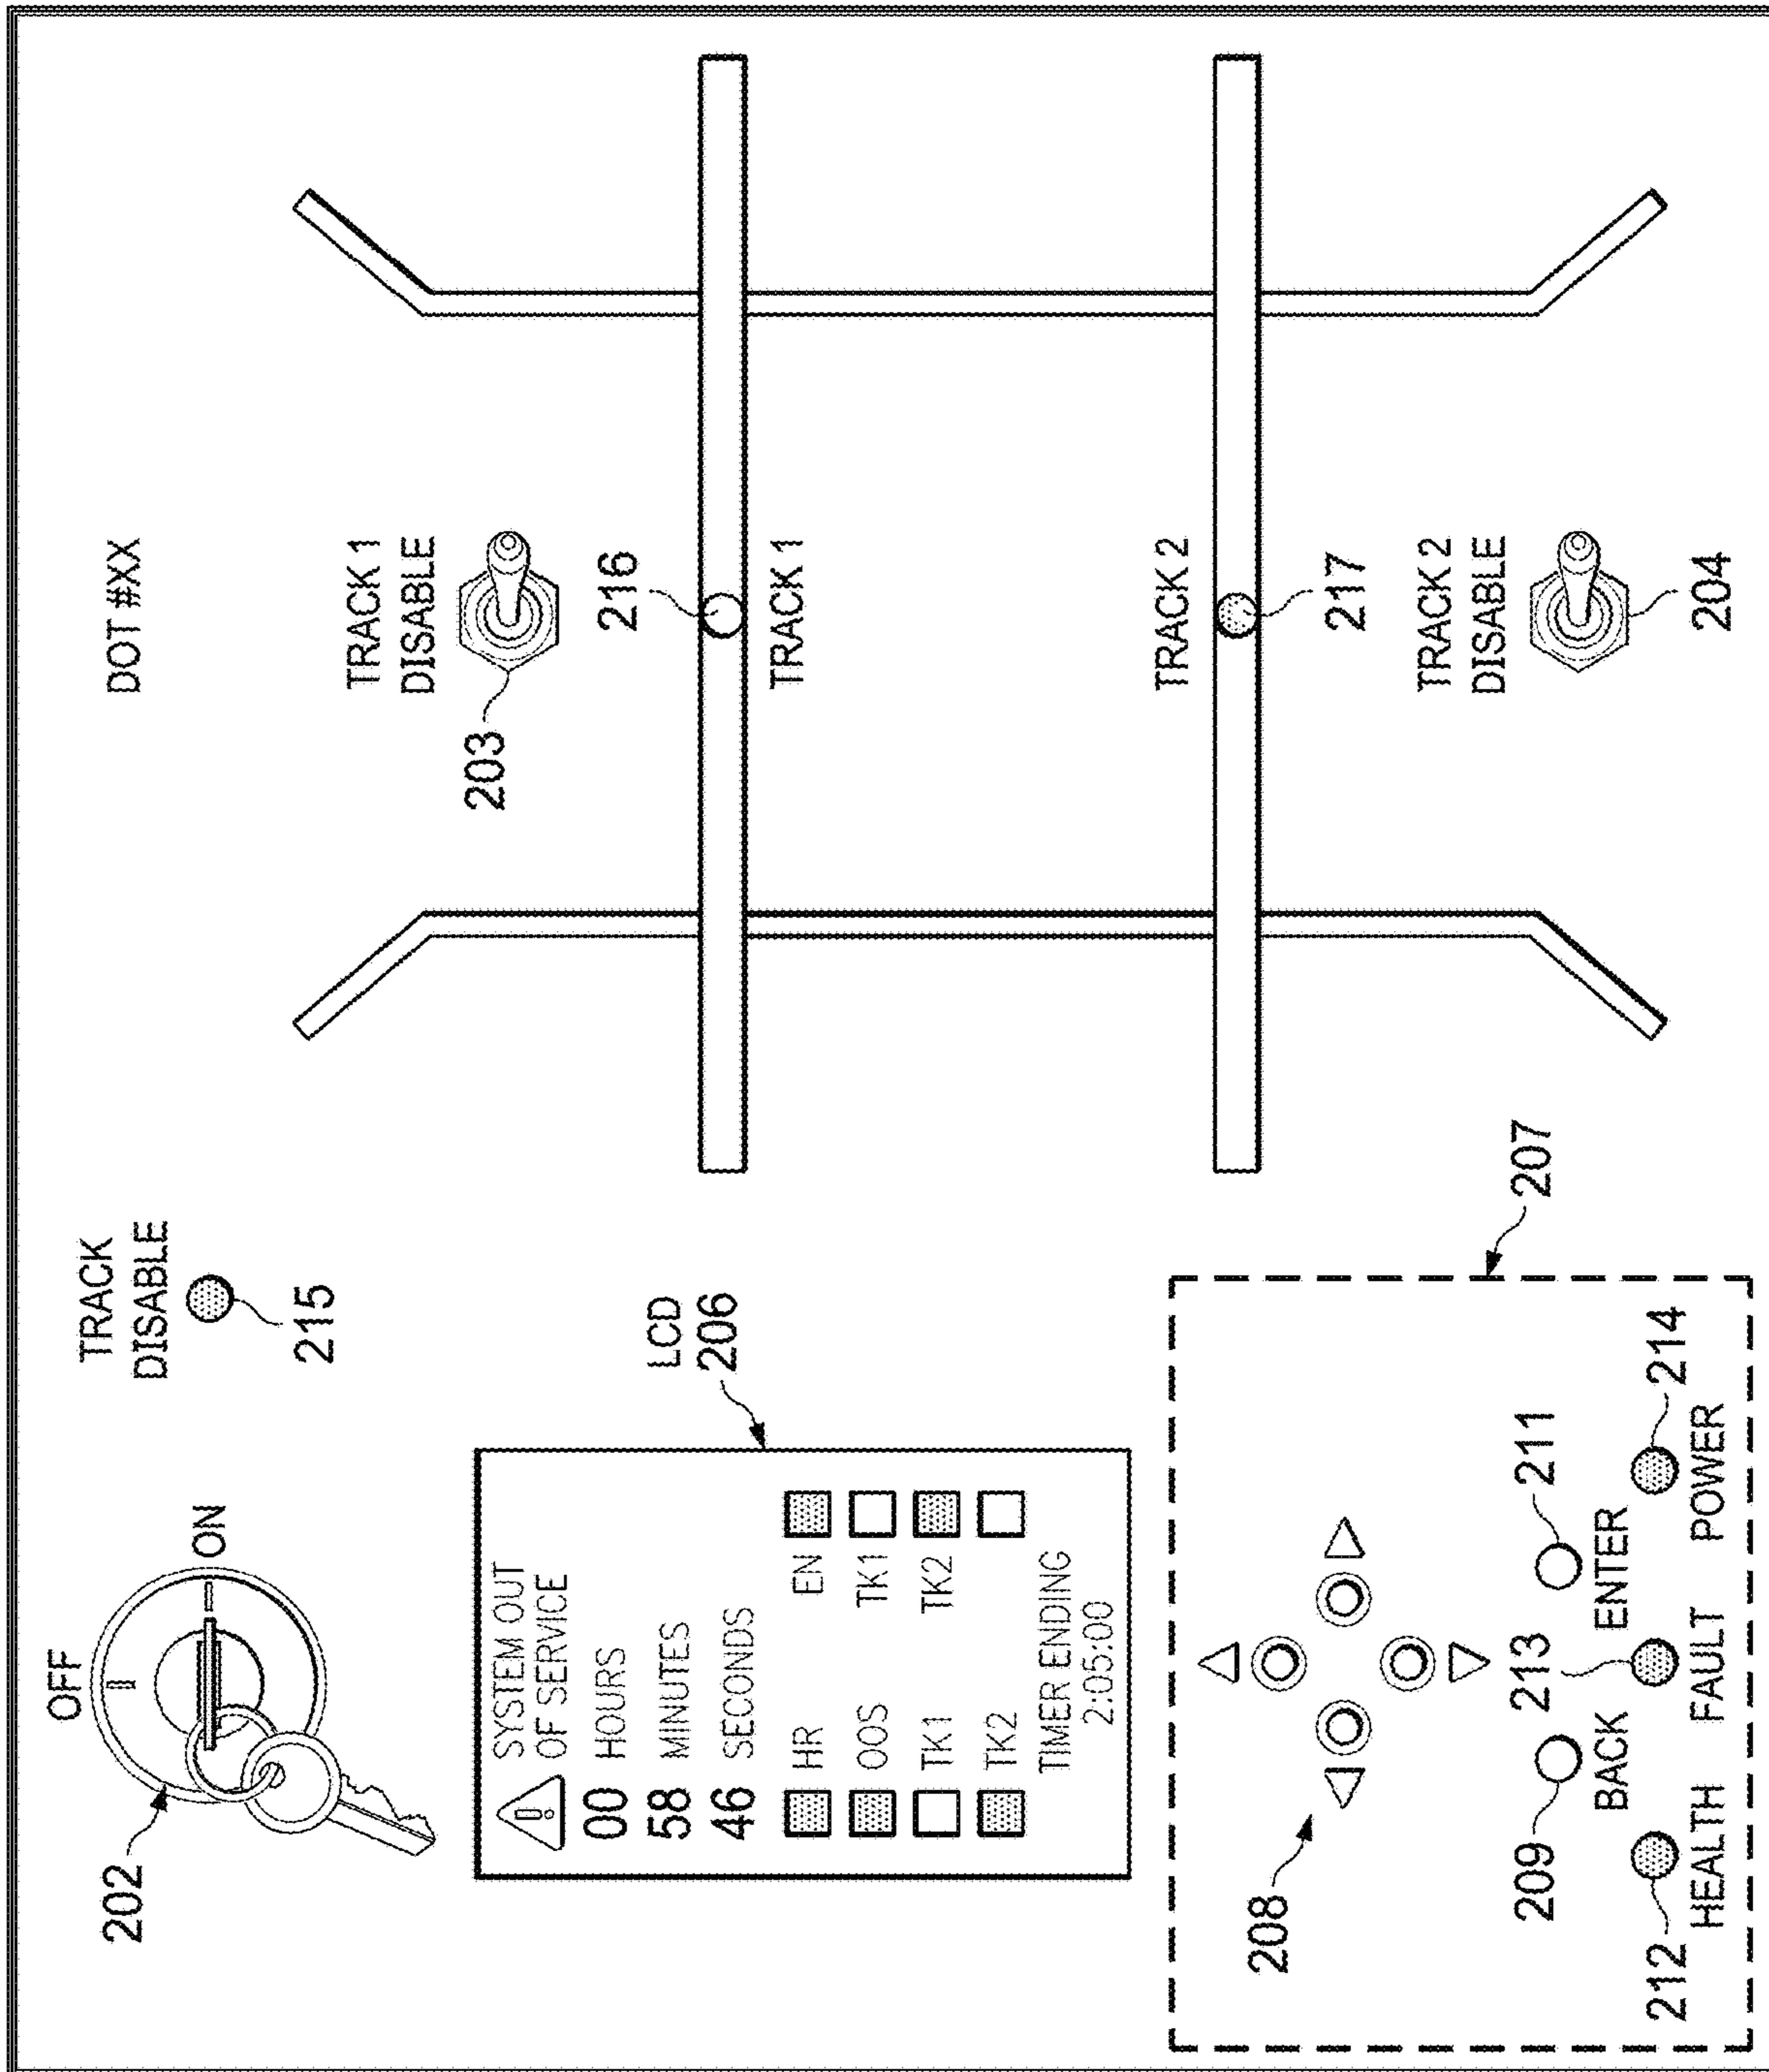 OFF
ON
202
TRACK
DISABLE
215
DOT #XX
TRACK 1
DISABLE
203
216
TRACK 1
TRACK 2
217
TRACK 2
DISABLE
204
LCD
206
SYSTEM OUT
OF SERVICE
00 HOURS
58 MINUTES
46 SECONDS
HR EN
OOS TK1
TK1 TK2
TK2
TIMER ENDING
2:05:00
207
208
209
213
211
BACK ENTER
212
214
HEALTH FAULT POWER